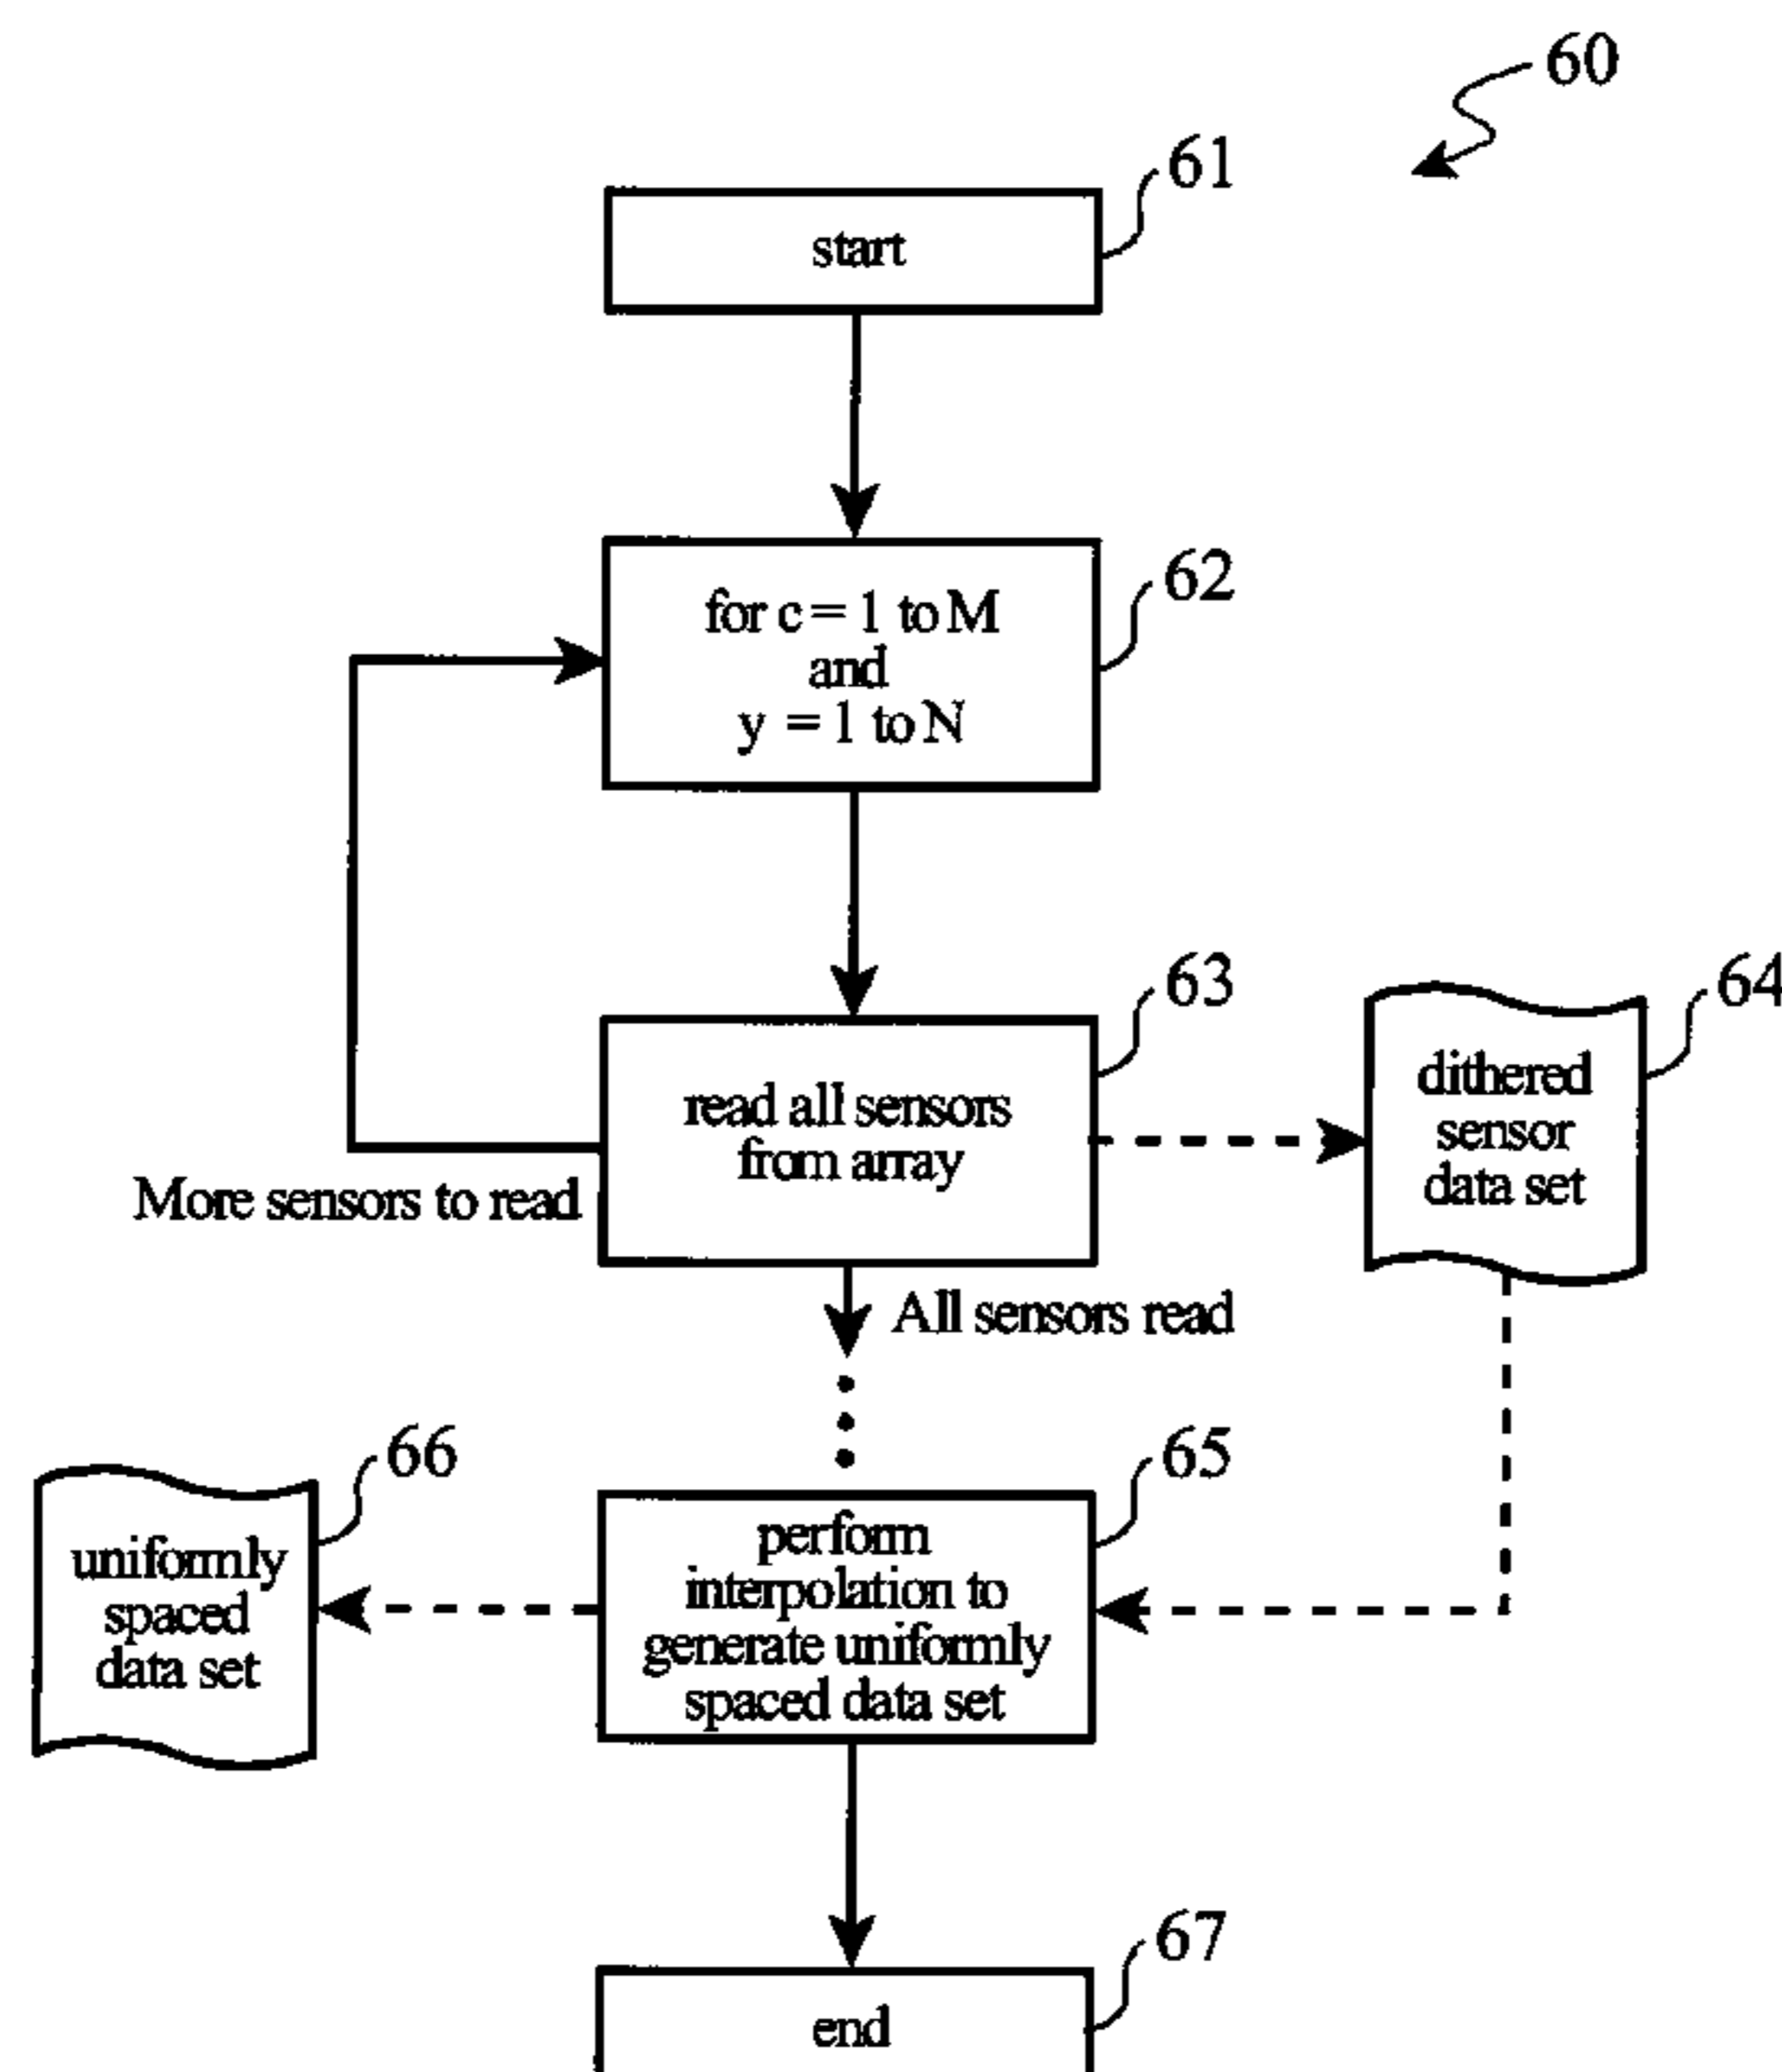 60
61
start
62
for c = 1 to M
and
y = 1 to N
63
64
read all sensors
from array
dithered
sensor
data set
More sensors to read
All sensors read
66
65
uniformly
spaced
data set
perform
interpolation to
generate uniformly
spaced data set
67
end